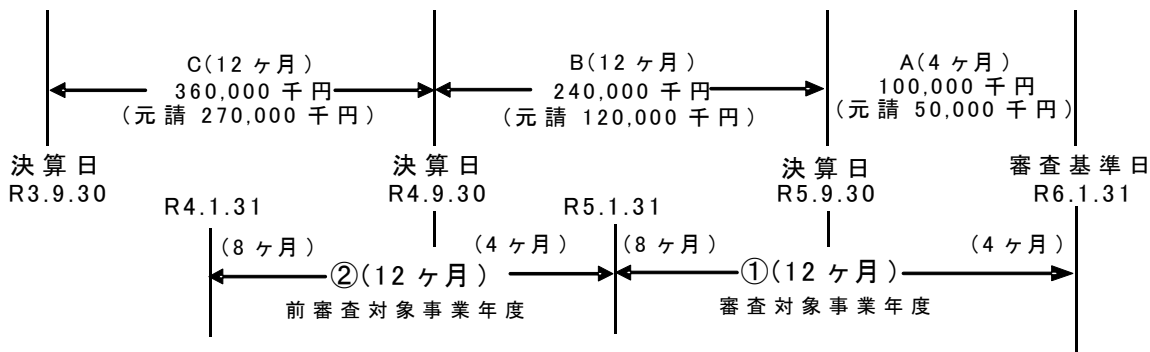 C(12ヶ月)
360,000千円
(元請 270,000千円)
B(12ヶ月)
240,000千円
(元請 120,000千円)
A(4ヶ月)
100,000千円
(元請 50,000千円)
決算日
R3.9.30
決算日
R4.9.30
決算日
R5.9.30
審査基準日
R6.1.31
R4.1.31
R5.1.31
(8ヶ月)
(4ヶ月)
(8ヶ月)
(4ヶ月)
②(12ヶ月)
①(12ヶ月)
前審査対象事業年度
審査対象事業年度